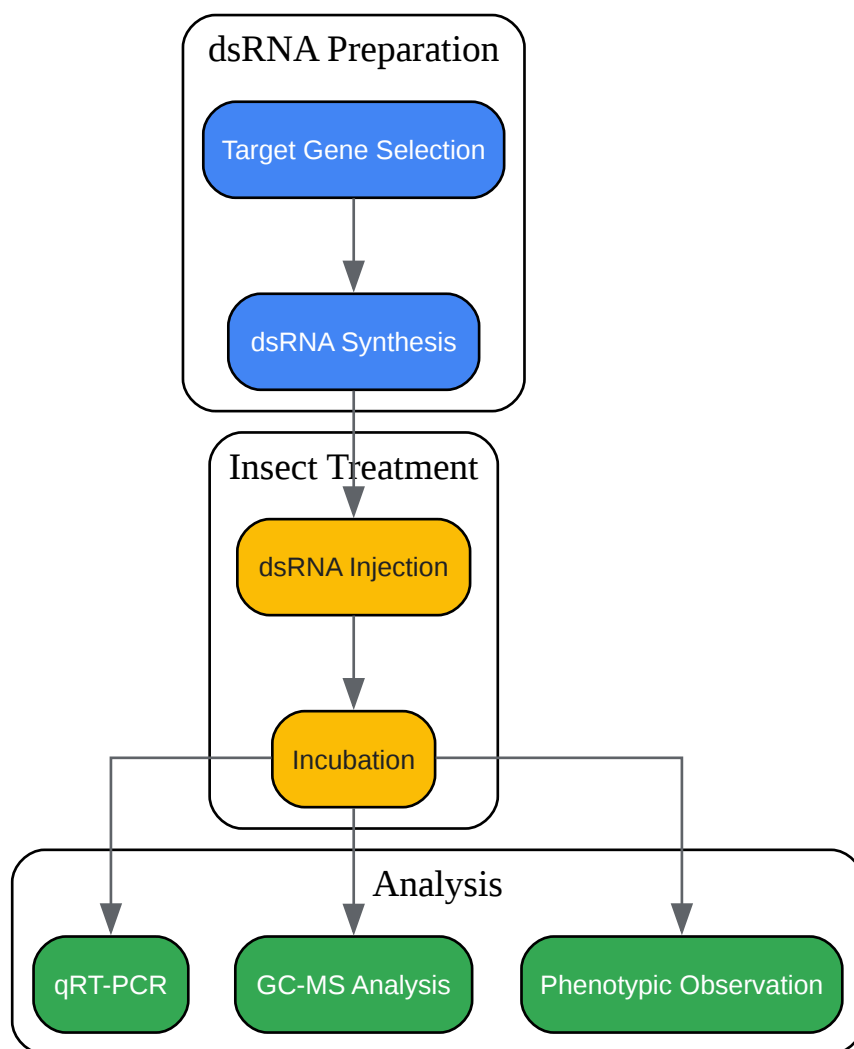 dsRNA Preparation
Target Gene Selection
dsRNA Synthesis
Insect Treatment
dsRNA Injection
Incubation
Analysis
qRT-PCR
GC-MS Analysis
Phenotypic Observation